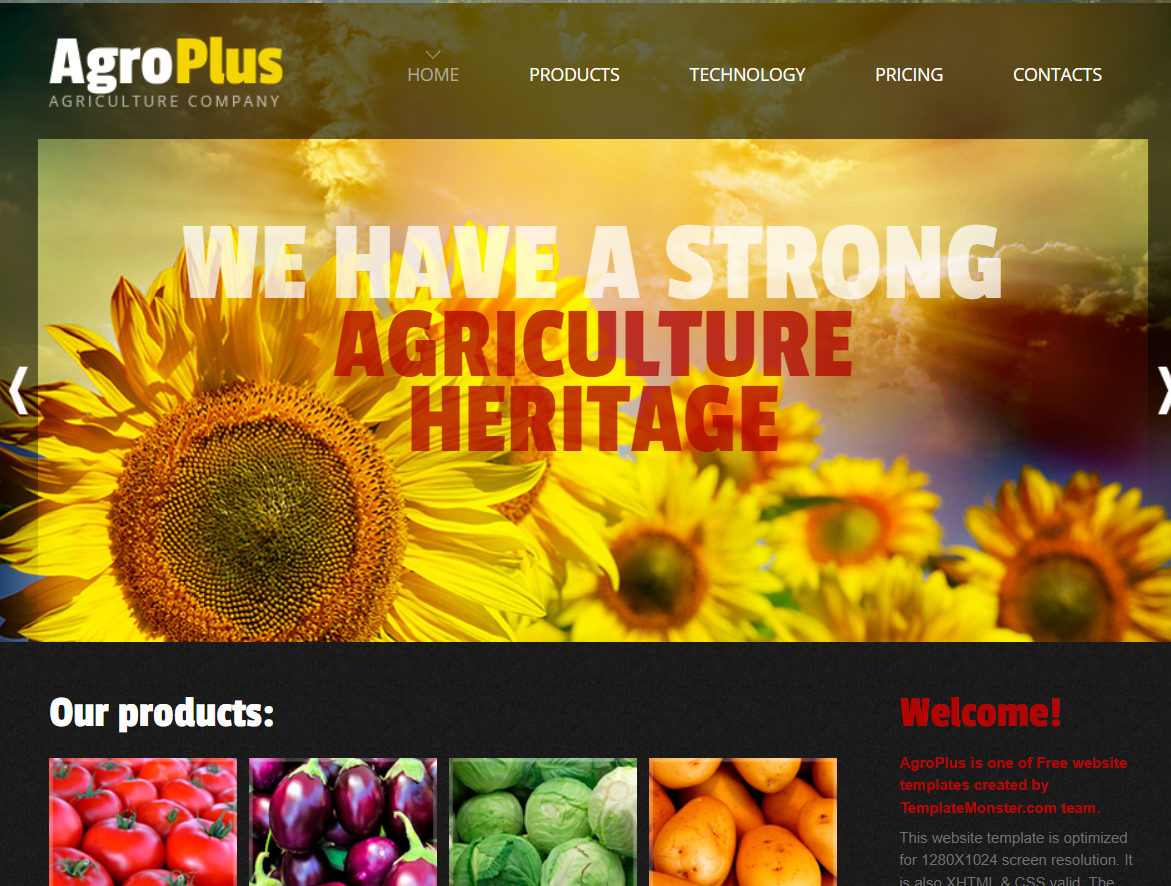 AgroPlus
AGRICULTURE COMPANY
HOME PRODUCTS TECHNOLOGY PRICING CONTACTS
WE HAVE A STRONG
AGRICULTURE
HERITAGE
Our products:
Welcome!
AgroPlus is one of Free website
templates created by
TemplateMonster.com team.
This website template is optimized
for 1280X1024 screen resolution. It
is also XHTML & CSS valid. The